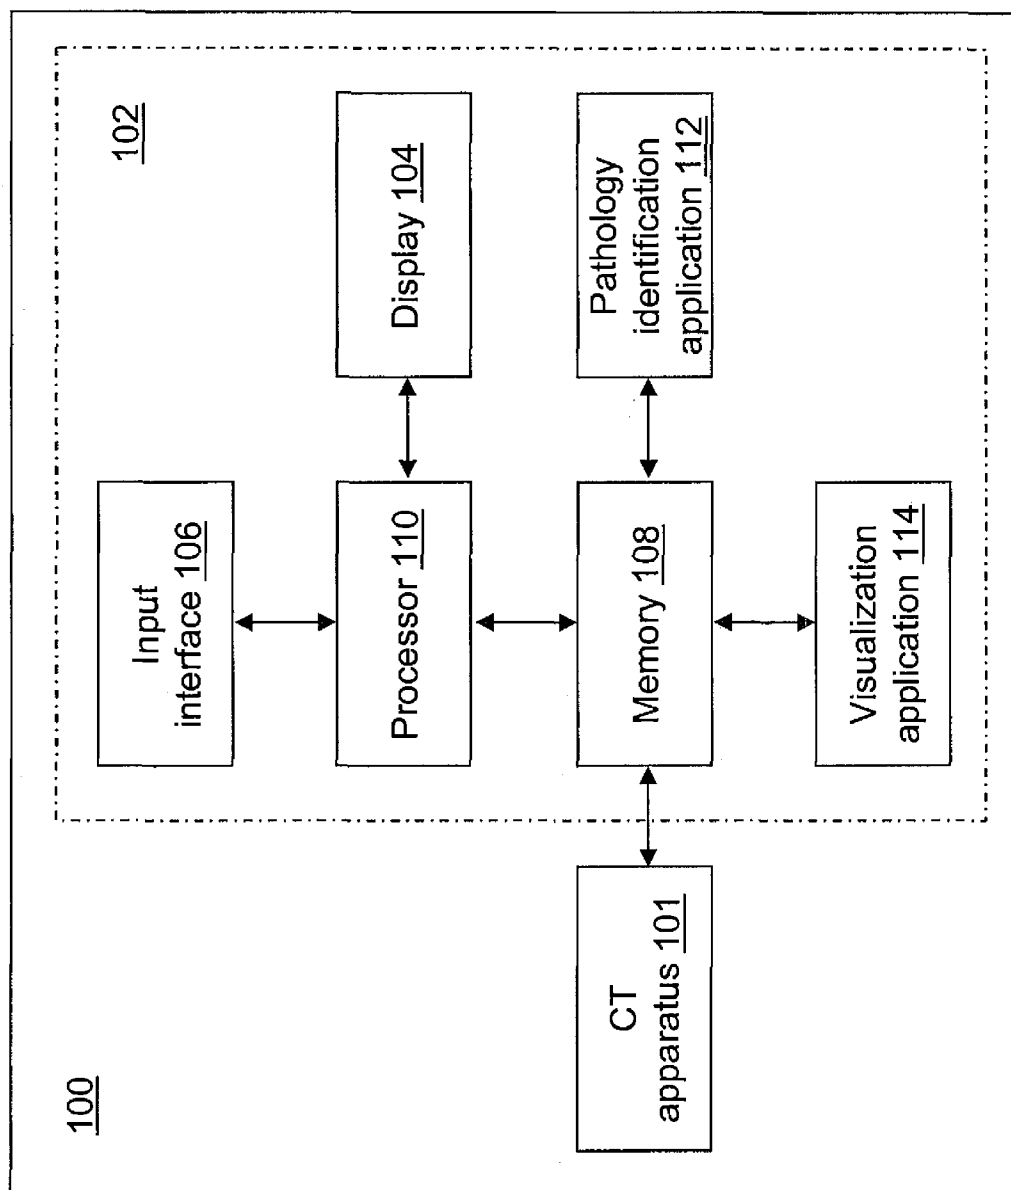 100
102
Input
interface 106
Processor 110
Display 104
CT
apparatus 101
Memory 108
Pathology
identification
application 112
Visualization
application 114